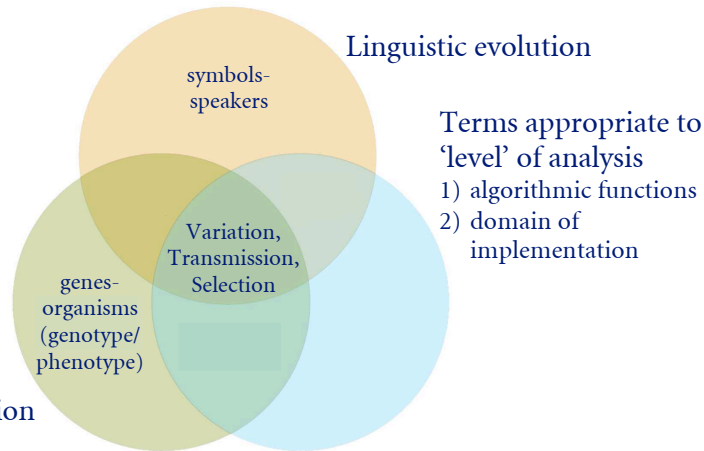 Linguistic evolution
symbols-
speakers
Terms appropriate to
‘level’ of analysis
1) algorithmic functions
2) domain of
implementation
Variation,
Transmission,
Selection
genes-
organisms
(genotype/
phenotype)